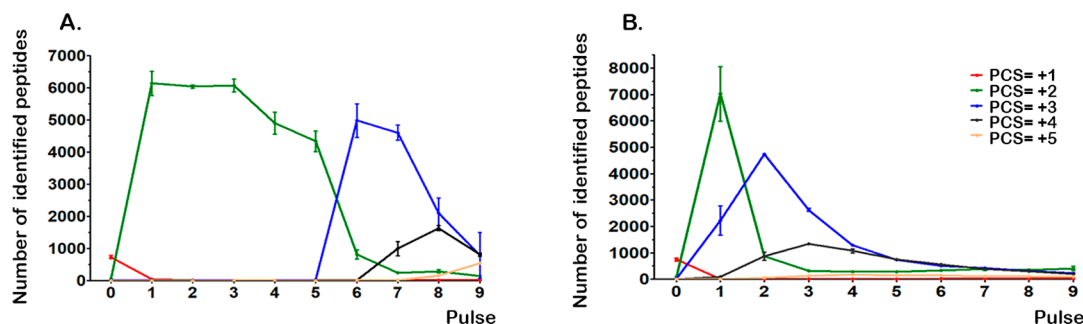 A.
Number of identified peptides
7000
6000
5000
4000
3000
2000
1000
0
0 1 2 3 4 5 6 7 8 9
Pulse
B.
Number of identified peptides
8000
7000
6000
5000
4000
3000
2000
1000
0
0 1 2 3 4 5 6 7 8 9
Pulse
PCS= +1
PCS= +2
PCS= +3
PCS= +4
PCS= +5